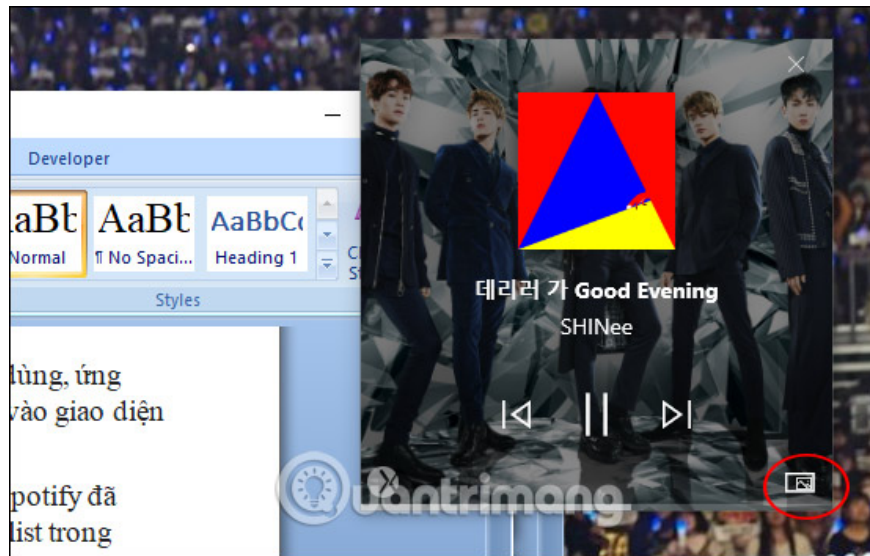 Developer
aBb AaBb AaBbC
Normal ¶ No Spaci... Heading 1
Styles
dùng, ứng
vào giao diện
potify đã
list trong
데리러 가 Good Evening
SHINee
Quantrimang